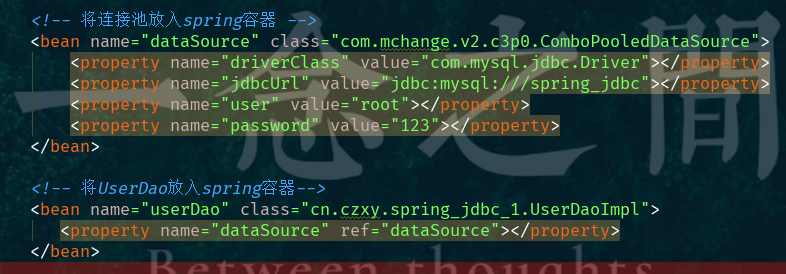 <!-- 将连接池放入spring容器 -->
<bean name="dataSource" class="com.mchange.v2.c3p0.ComboPooledDataSource">
<property name="driverClass" value="com.mysql.jdbc.Driver"></property>
<property name="jdbcUrl" value="jdbc:mysql:///spring_jdbc"></property>
<property name="user" value="root"></property>
<property name="password" value="123"></property>
</bean>
<!-- 将UserDao放入spring容器-->
<bean name="userDao" class="cn.czxy.spring_jdbc_1.UserDaoImpl">
<property name="dataSource" ref="dataSource"></property>
</bean>
一念之間
Between thoughts